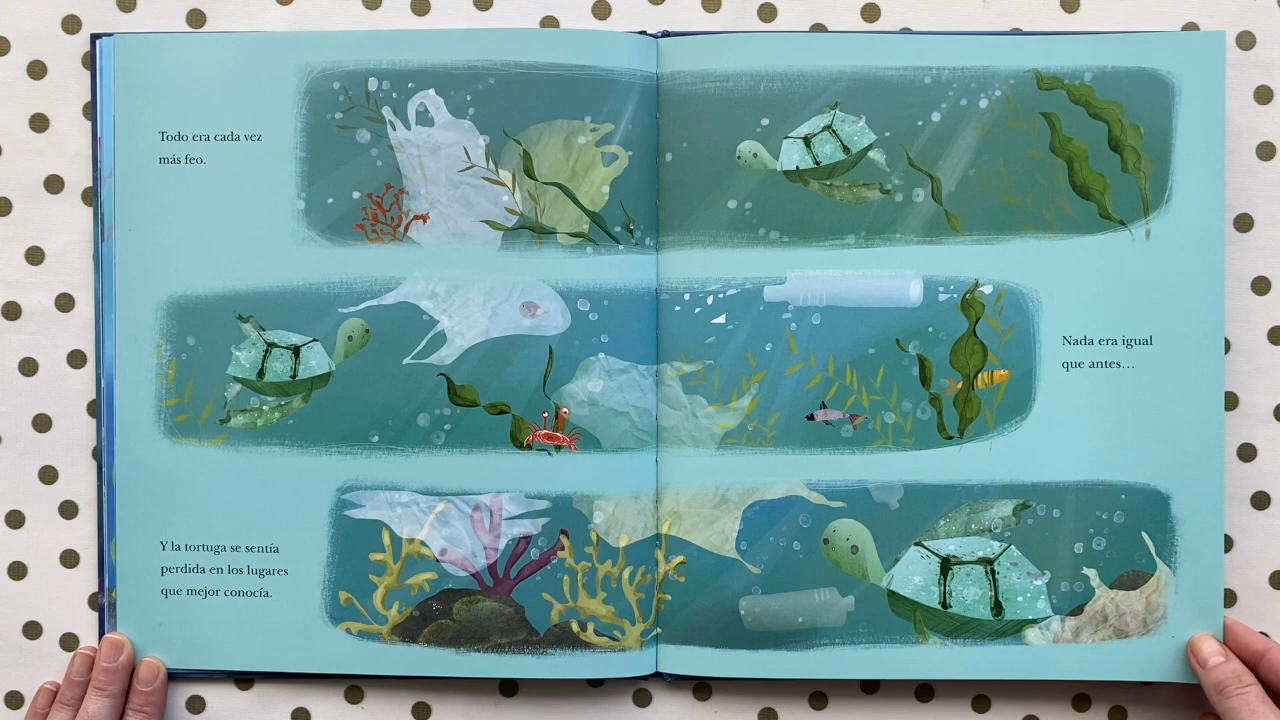 Todo era cada vez
más feo.
Nada era igual
que antes…
Y la tortuga se sentía
perdida en los lugares
que mejor conocía.